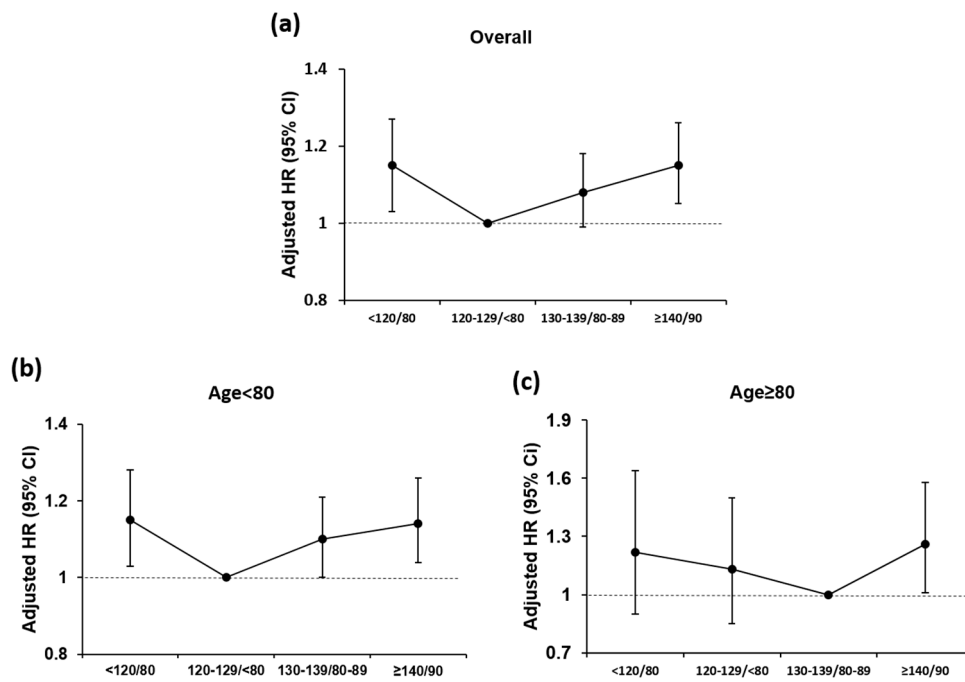 (a)
Overall
Adjusted HR (95% CI)
1.4
1.2
1
0.8
<120/80 120-129/<80 130-139/80-89 ≥140/90
(b)
Age<80
Adjusted HR (95% CI)
1.4
1.2
1
0.8
<120/80 120-129/<80 130-139/80-89 ≥140/90
(c)
Age≥80
Adjusted HR (95% Ci)
1.9
1.6
1.3
1
0.7
<120/80 120-129/<80 130-139/80-89 ≥140/90